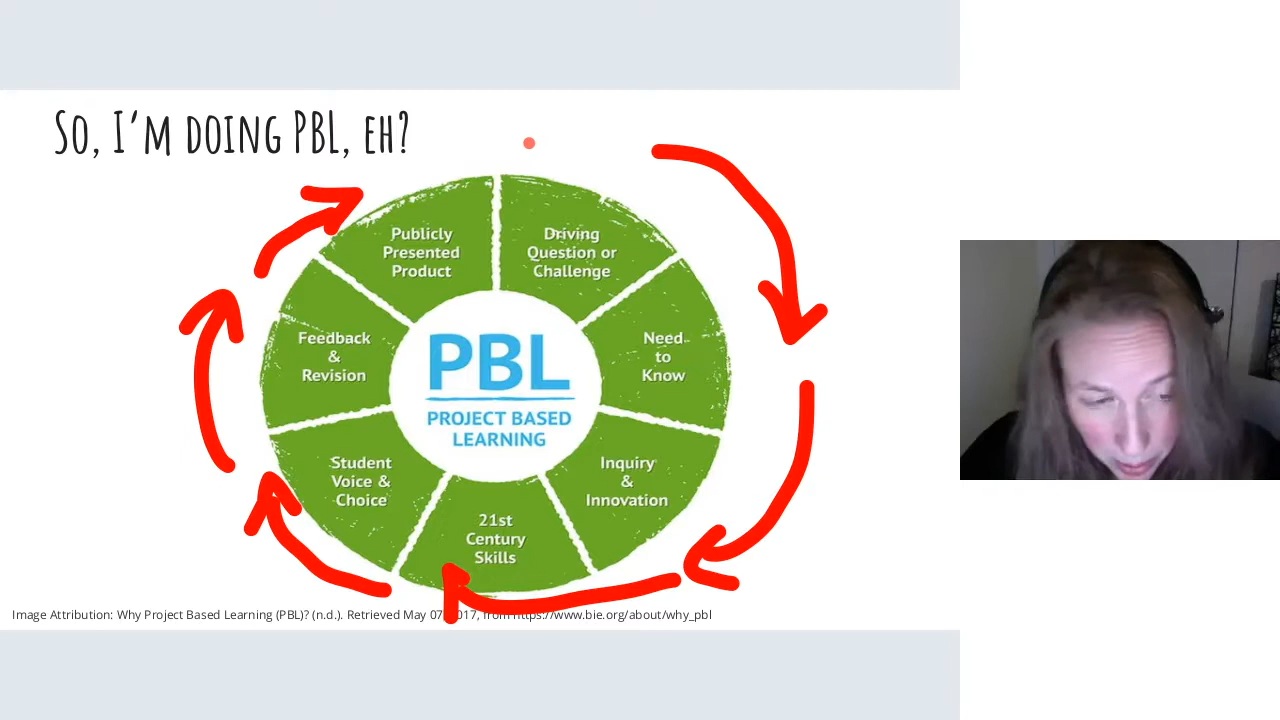 So, I'm doing PBL, eh?
Publicly
Presented
Product
Driving
Question or
Challenge
Need
to
Know
Inquiry
&
Innovation
21st
Century
Skills
Student
Voice &
Choice
Feedback
&
Revision
PBL
PROJECT BASED
LEARNING
Image Attribution: Why Project Based Learning (PBL)? (n.d.). Retrieved May 07, 2017, from https://www.bie.org/about/why_pbl